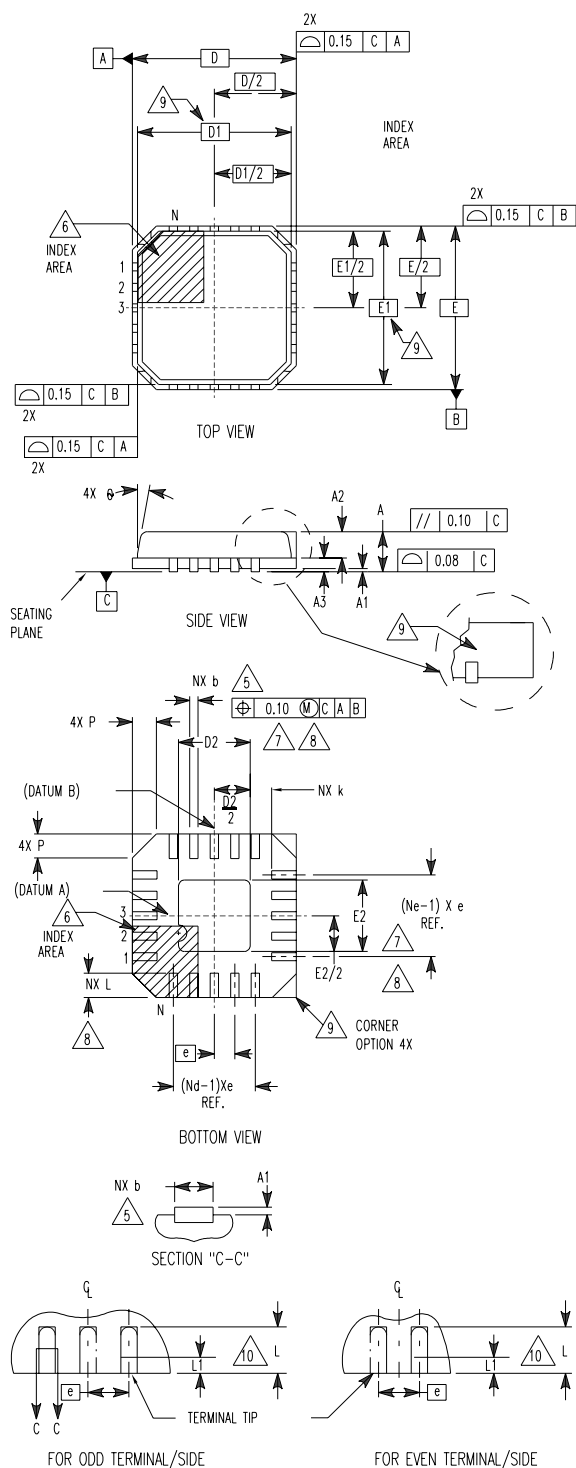 2X
A
D
0.15 C A
D/2
9
D1
INDEX
AREA
D1/2
2X
0.15 C B
N
6
INDEX
AREA
E1/2
E/2
1
2
3
E1
E
9
0.15 C B
2X
B
0.15 C A
2X
TOP VIEW
4X θ
A2
A
// 0.10 C
0.08 C
C
A3
A1
SEATING
PLANE
SIDE VIEW
9
NX b
5
0.10 M C A B
4X P
D2
7
8
(DATUM B)
D2
2
NX k
4X P
(DATUM A)
6
INDEX
AREA
3
2
1
E2
(Ne-1) X e
REF.
7
E2/2
8
NX L
8
N
9
CORNER
OPTION 4X
e
(Nd-1)Xe
REF.
BOTTOM VIEW
NX b
A1
5
SECTION "C-C"
CL
CL
L
L
10
10
L1
L1
e
e
C
C
TERMINAL TIP
FOR ODD TERMINAL/SIDE
FOR EVEN TERMINAL/SIDE